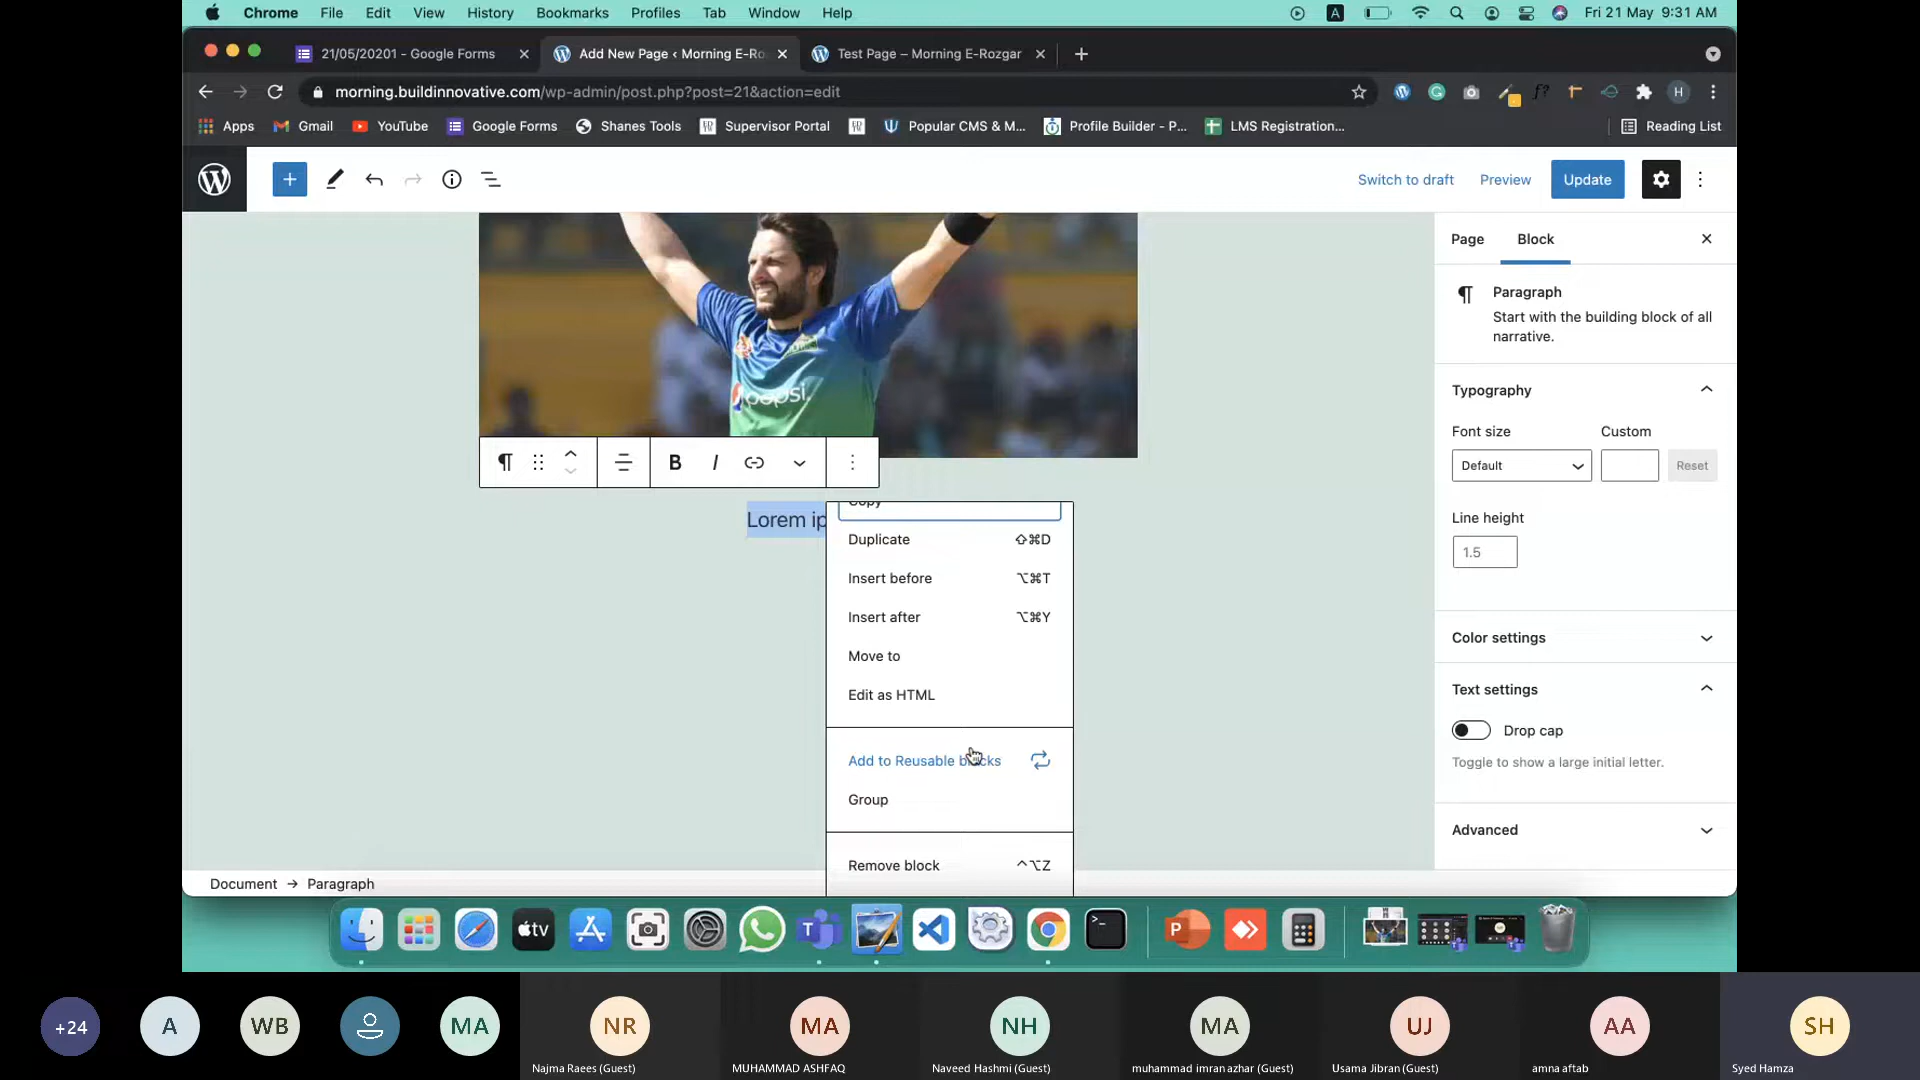 Chrome File Edit View History Bookmarks Profiles Tab Window Help A Fri 21 May 9:31 AM
21/05/20201 - Google Forms Add New Page ‹ Morning E-Ro Test Page – Morning E-Rozgar
morning.buildinnovative.com/wp-admin/post.php?post=21&action=edit H
Apps Gmail YouTube Google Forms Shanes Tools Supervisor Portal Popular CMS & M... Profile Builder - P... LMS Registration... Reading List
Switch to draft Preview Update
Page Block
Paragraph
Start with the building block of all
narrative.
Typography
Font size Custom
Default Reset
Line height
1.5
Color settings
Text settings
Drop cap
Toggle to show a large initial letter.
Advanced
pepsi
B I
Lorem ip
Copy
Duplicate ⇧⌘D
Insert before ⌥⌘T
Insert after ⌥⌘Y
Move to
Edit as HTML
Add to Reusable blocks
Group
Remove block ^⌥Z
Document → Paragraph
tv
+24 A WB MA NR MA NH MA UJ AA SH
Najma Raees (Guest) MUHAMMAD ASHFAQ Naveed Hashmi (Guest) muhammad imran azhar (Guest) Usama Jibran (Guest) amna aftab Syed Hamza